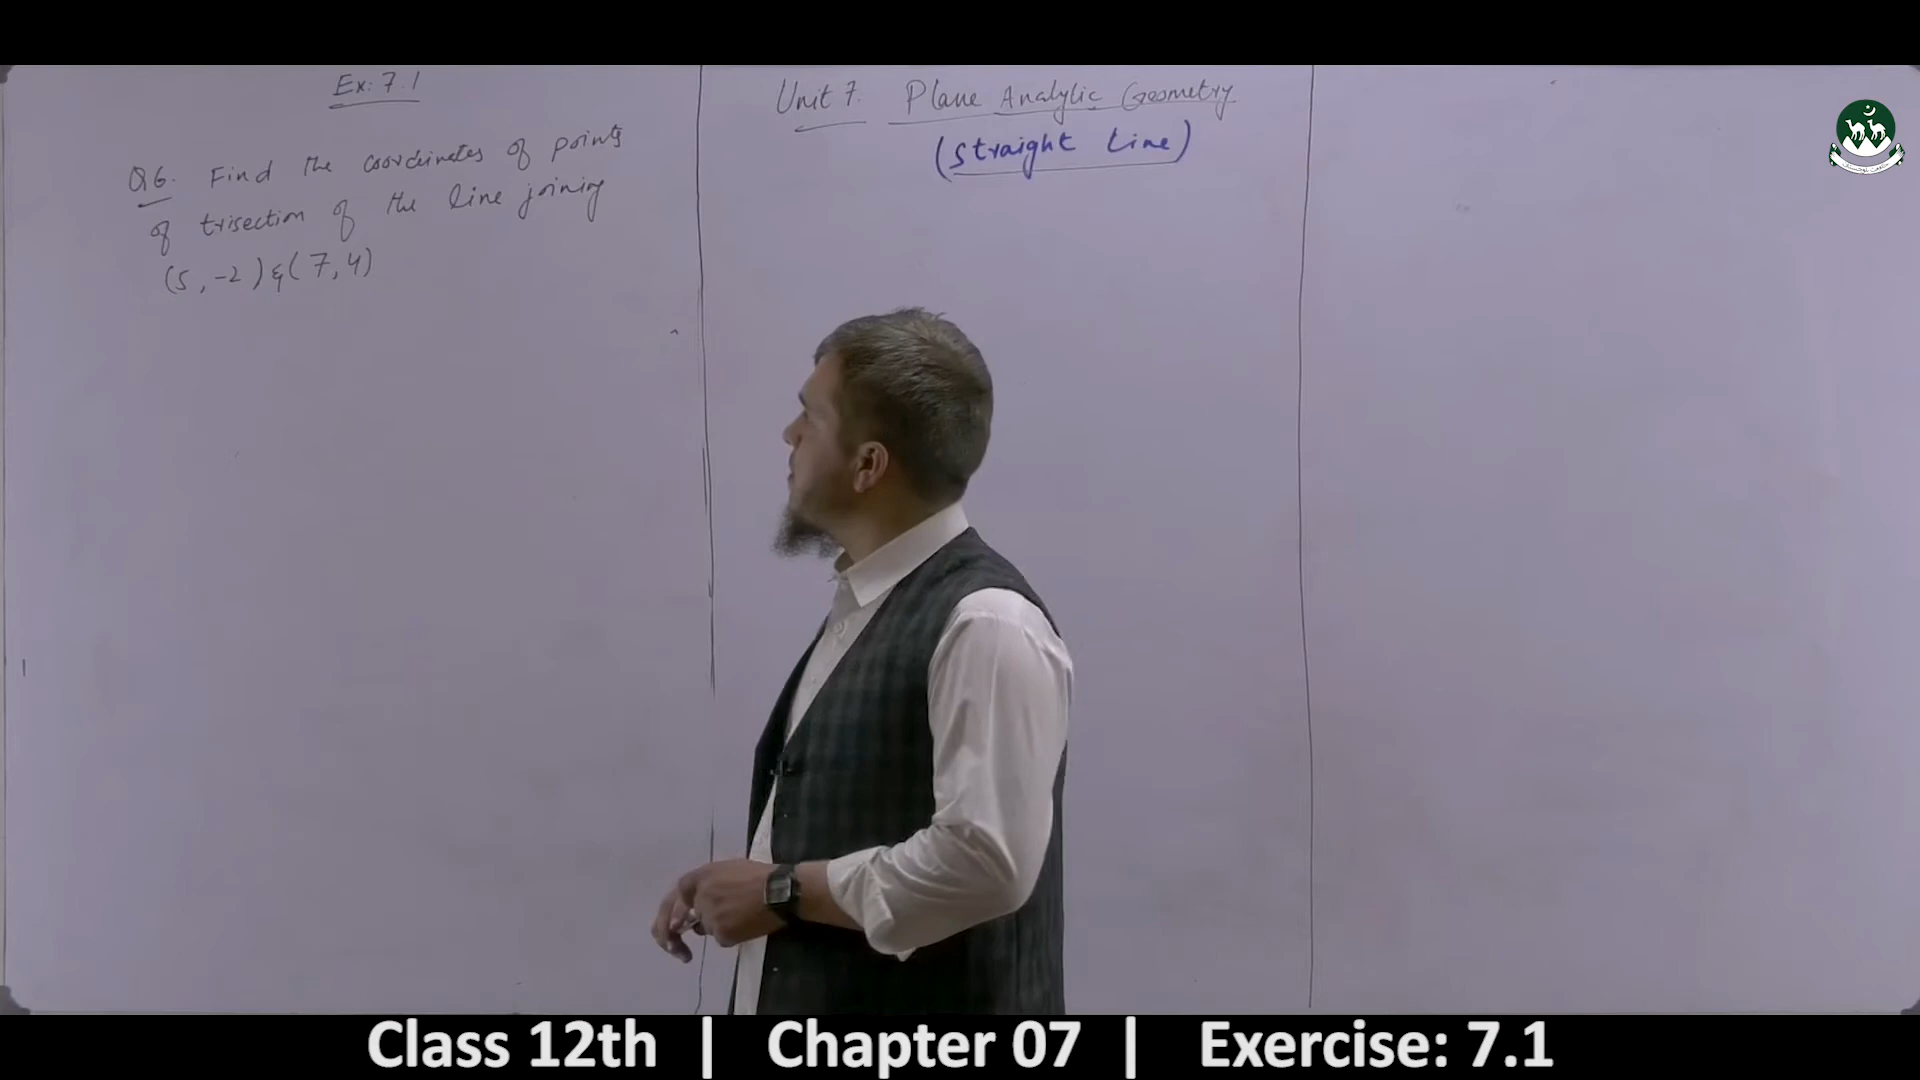 Ex: 7.1
Q6. Find the coordinates of points
of trisection of the line joining
(5, -2) & (7, 4)
Unit 7. Plane Analytic Geometry
(Straight Line)
Class 12th | Chapter 07 | Exercise: 7.1